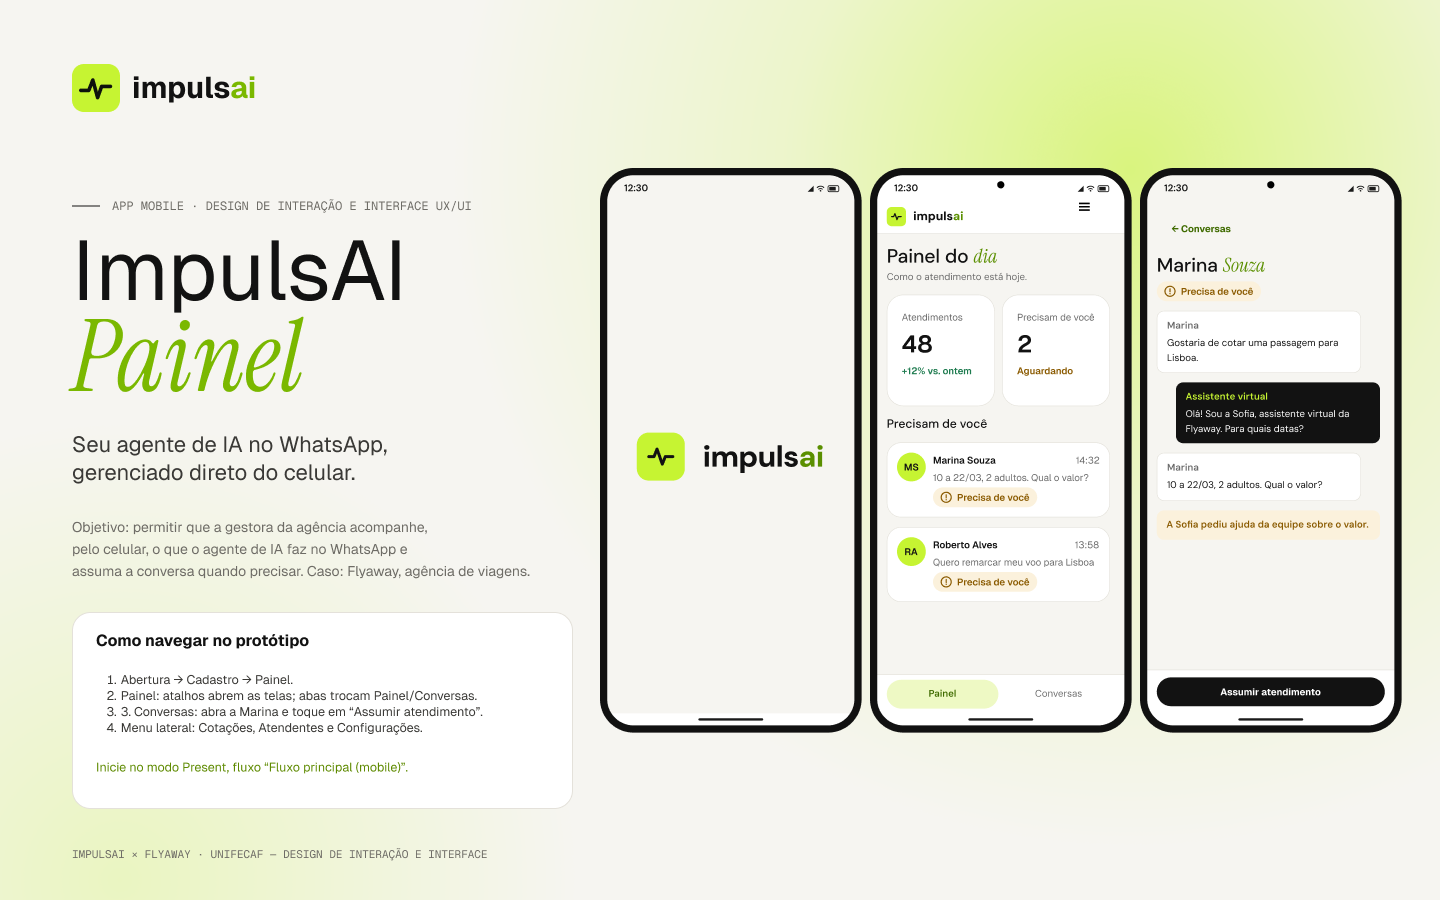 impulsai
APP MOBILE · DESIGN DE INTERAÇÃO E INTERFACE UX/UI
ImpulsAI
Painel
Seu agente de IA no WhatsApp,
gerenciado direto do celular.
Objetivo: permitir que a gestora da agência acompanhe,
pelo celular, o que o agente de IA faz no WhatsApp e
assuma a conversa quando precisar. Caso: Flyaway, agência de viagens.
Como navegar no protótipo
1. Abertura → Cadastro → Painel.
2. Painel: atalhos abrem as telas; abas trocam Painel/Conversas.
3. 3. Conversas: abra a Marina e toque em “Assumir atendimento”.
4. Menu lateral: Cotações, Atendentes e Configurações.
Inicie no modo Present, fluxo “Fluxo principal (mobile)”.
IMPULSAI × FLYAWAY · UNIFECAF — DESIGN DE INTERAÇÃO E INTERFACE
12:30
impulsai
12:30
impulsai
Painel do dia
Como o atendimento está hoje.
Atendimentos
48
+12% vs. ontem
Precisam de você
2
Aguardando
Precisam de você
MS
Marina Souza 14:32
10 a 22/03, 2 adultos. Qual o valor?
Precisa de você
RA
Roberto Alves 13:58
Quero remarcar meu voo para Lisboa
Precisa de você
Painel Conversas
12:30
← Conversas
Marina Souza
Precisa de você
Marina
Gostaria de cotar uma passagem para
Lisboa.
Assistente virtual
Olá! Sou a Sofia, assistente virtual da
Flyaway. Para quais datas?
Marina
10 a 22/03, 2 adultos. Qual o valor?
A Sofia pediu ajuda da equipe sobre o valor.
Assumir atendimento